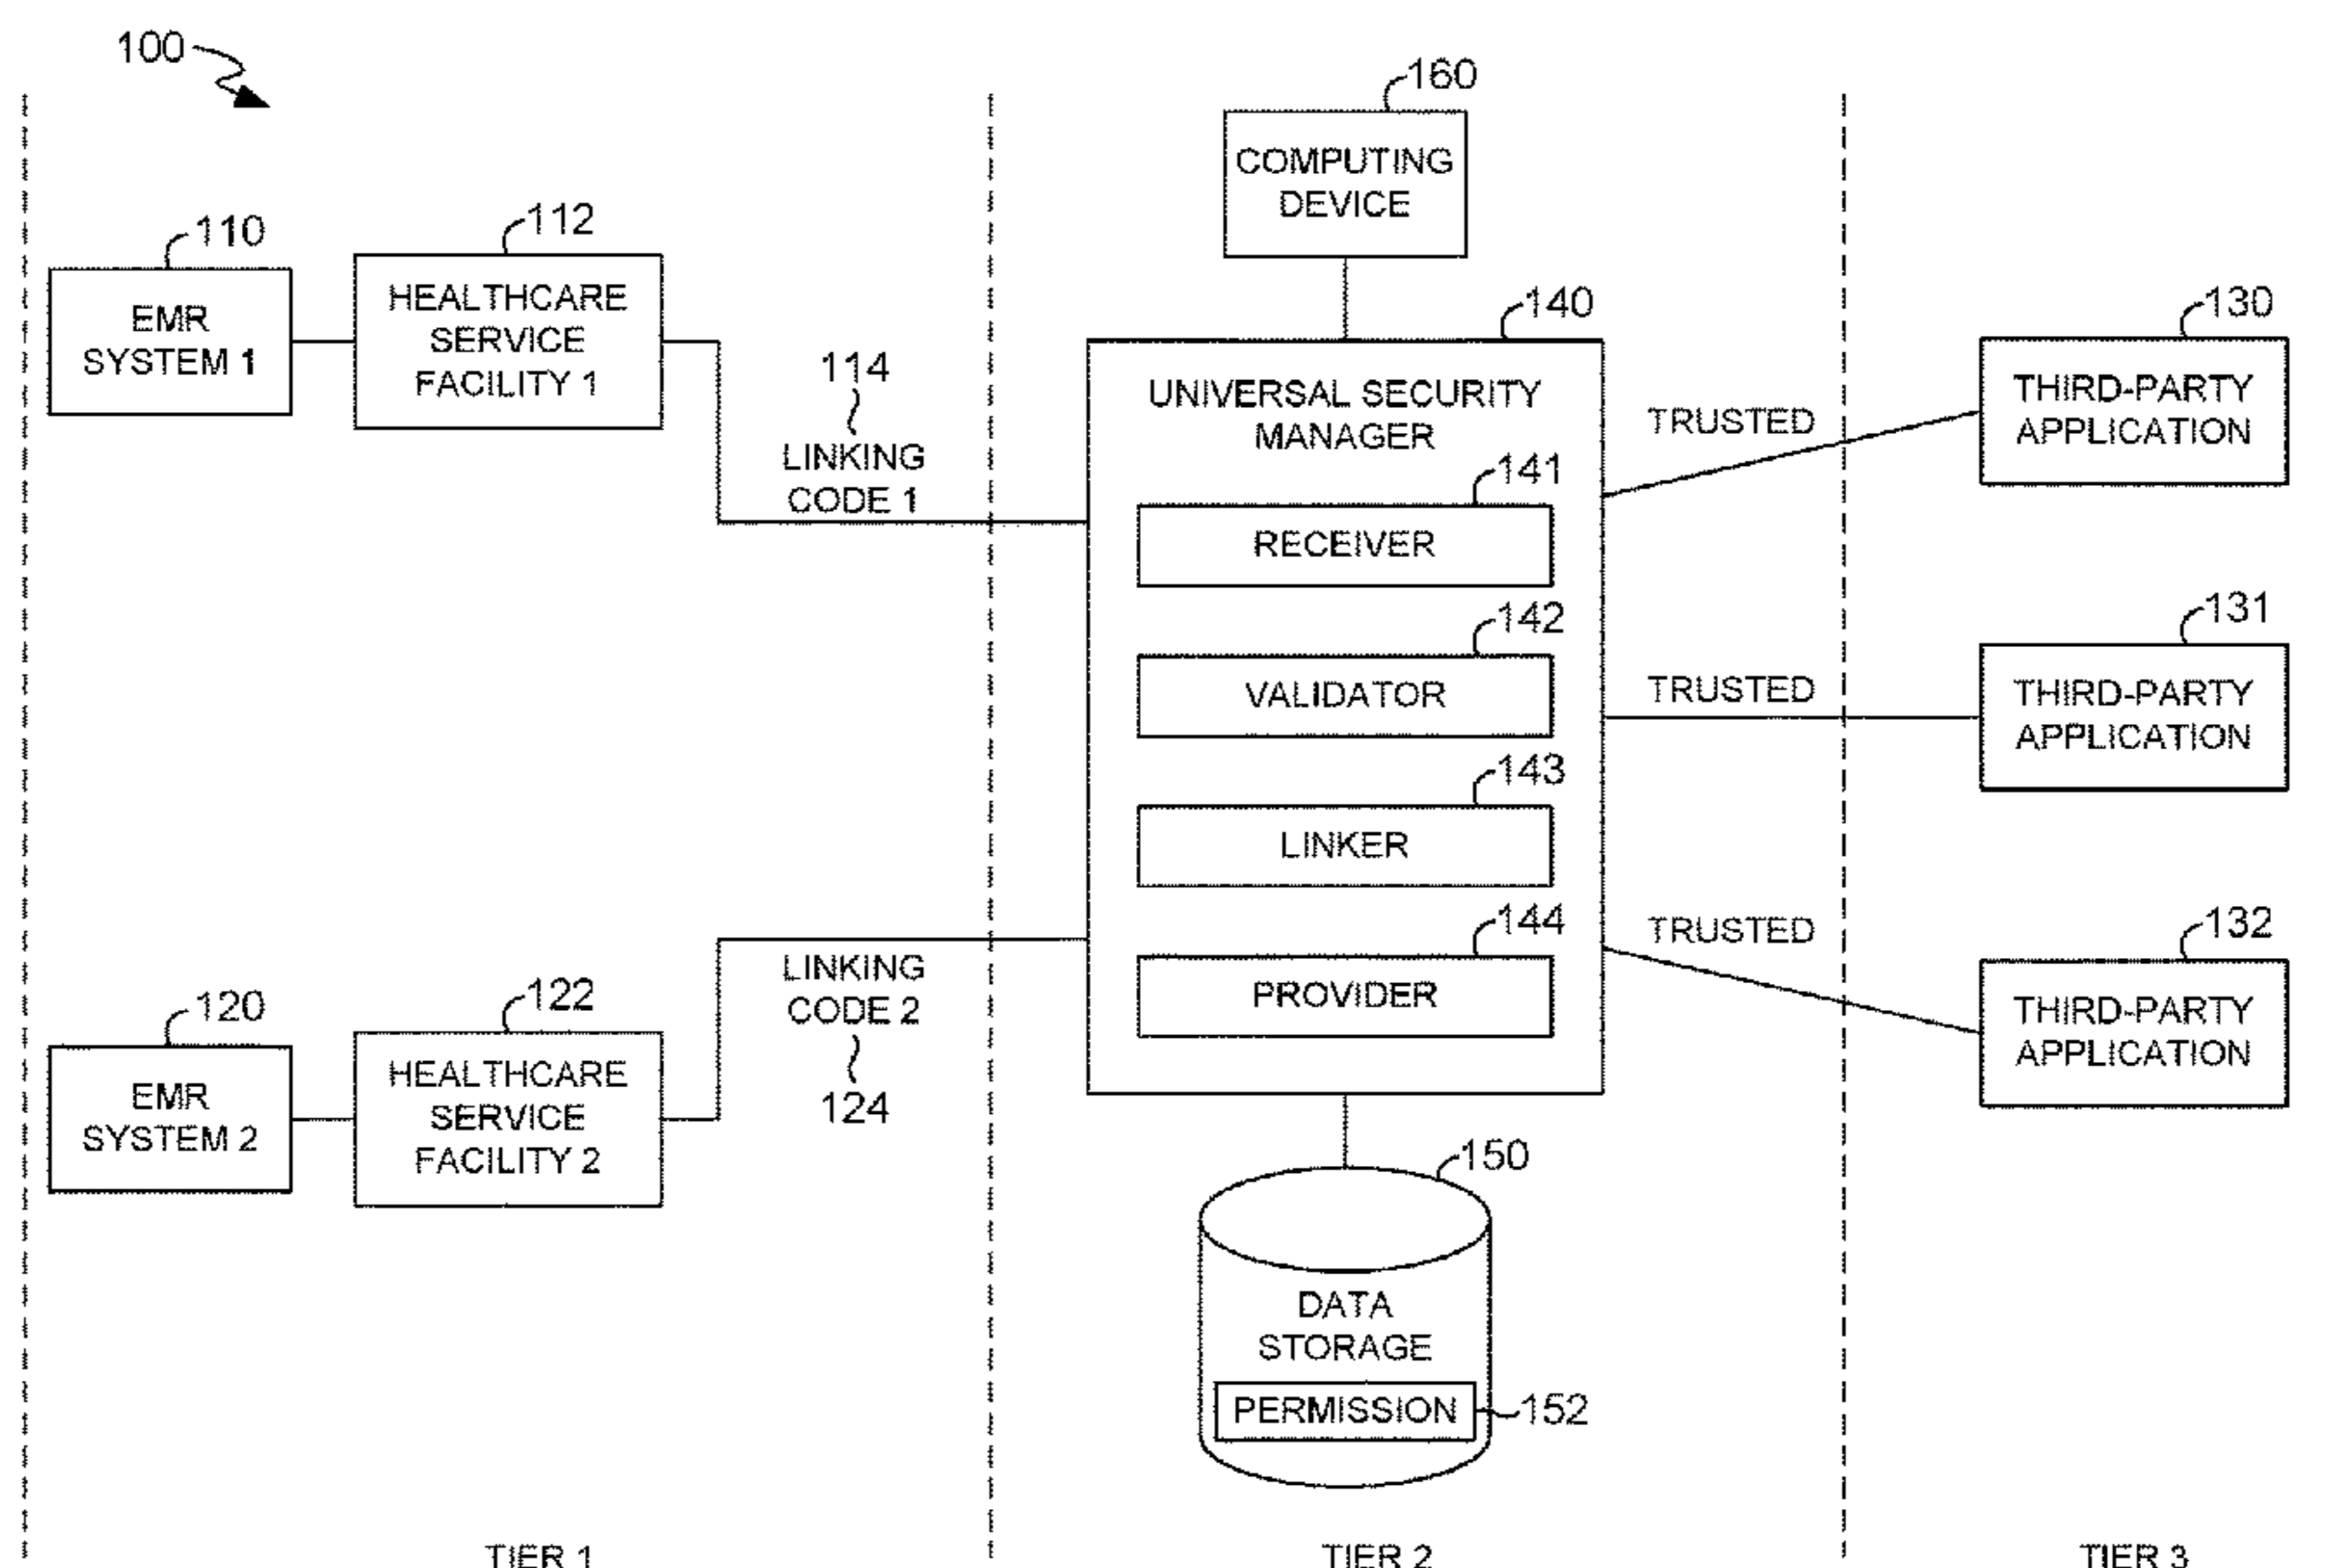 100
160
COMPUTING
DEVICE
110
EMR
SYSTEM 1
112
HEALTHCARE
SERVICE
FACILITY 1
114
LINKING
CODE 1
140
UNIVERSAL SECURITY
MANAGER
141
RECEIVER
142
VALIDATOR
143
LINKER
144
PROVIDER
TRUSTED
130
THIRD-PARTY
APPLICATION
TRUSTED
131
THIRD-PARTY
APPLICATION
TRUSTED
132
THIRD-PARTY
APPLICATION
120
EMR
SYSTEM 2
122
HEALTHCARE
SERVICE
FACILITY 2
LINKING
CODE 2
124
150
DATA
STORAGE
PERMISSION
152
TIER 1
TIER 2
TIER 3